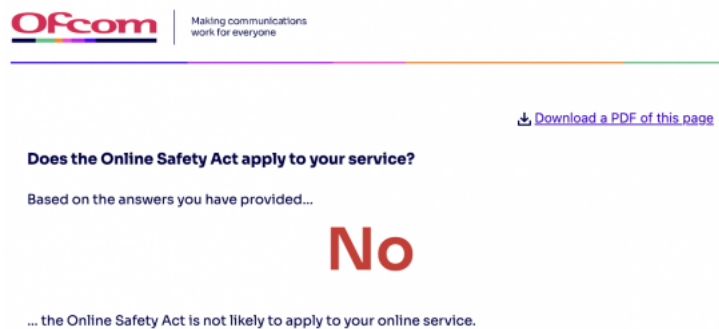 Ofcom
Making communications
work for everyone
Download a PDF of this page
Does the Online Safety Act apply to your service?
Based on the answers you have provided...
No
... the Online Safety Act is not likely to apply to your online service.